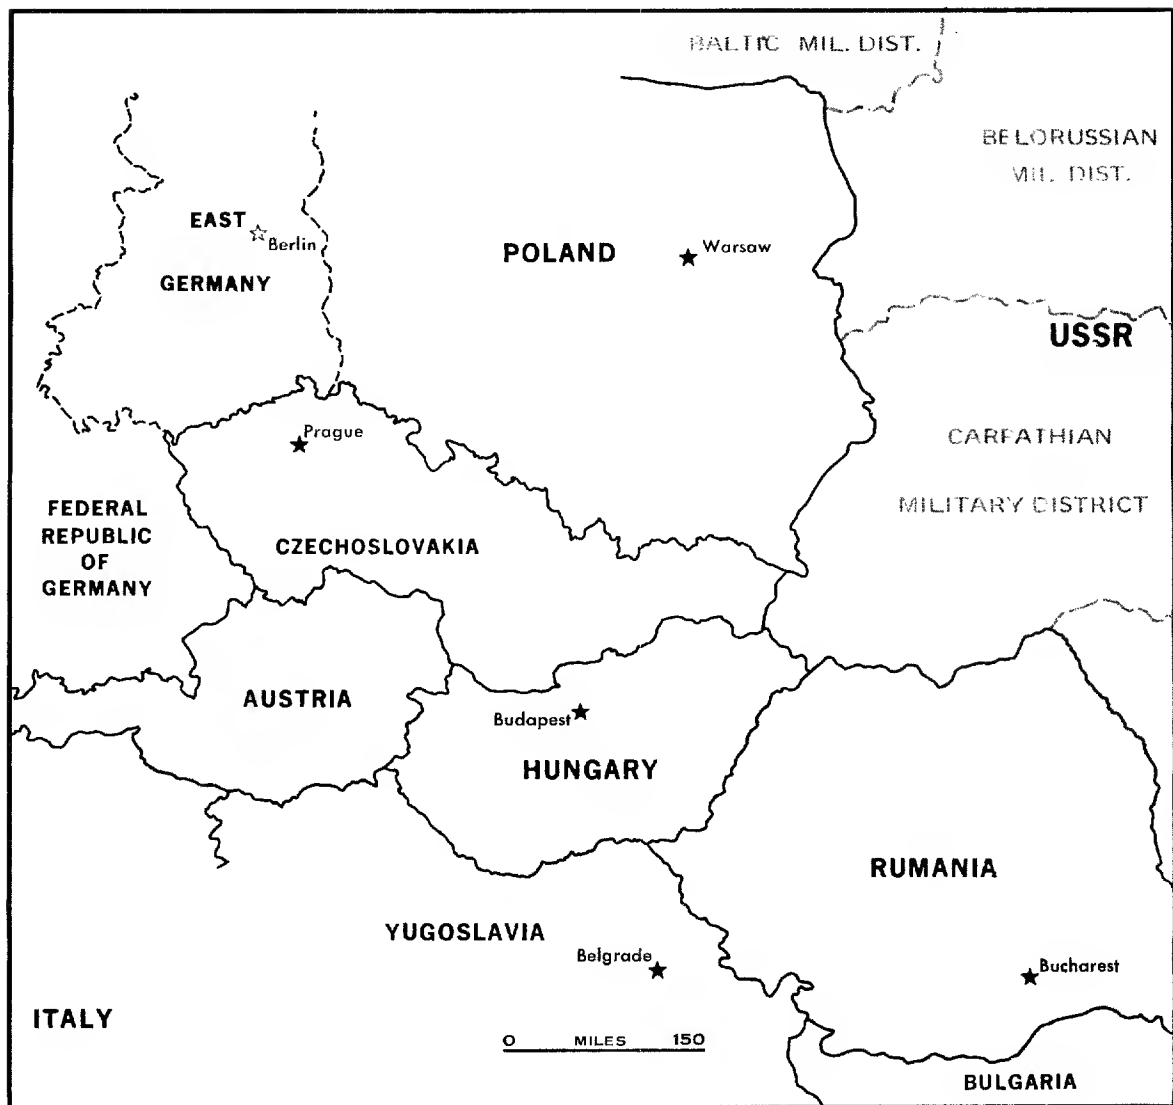 BALTIC MIL. DIST.
BELORUSSIAN
MIL. DIST.
EAST
Berlin
GERMANY
POLAND
Warsaw
USSR
Prague
CARPATHIAN
MILITARY DISTRICT
FEDERAL
REPUBLIC
OF
GERMANY
CZECHOSLOVAKIA
AUSTRIA
Budapest
HUNGARY
RUMANIA
YUGOSLAVIA
Belgrade
Bucharest
ITALY
0 MILES 150
BULGARIA